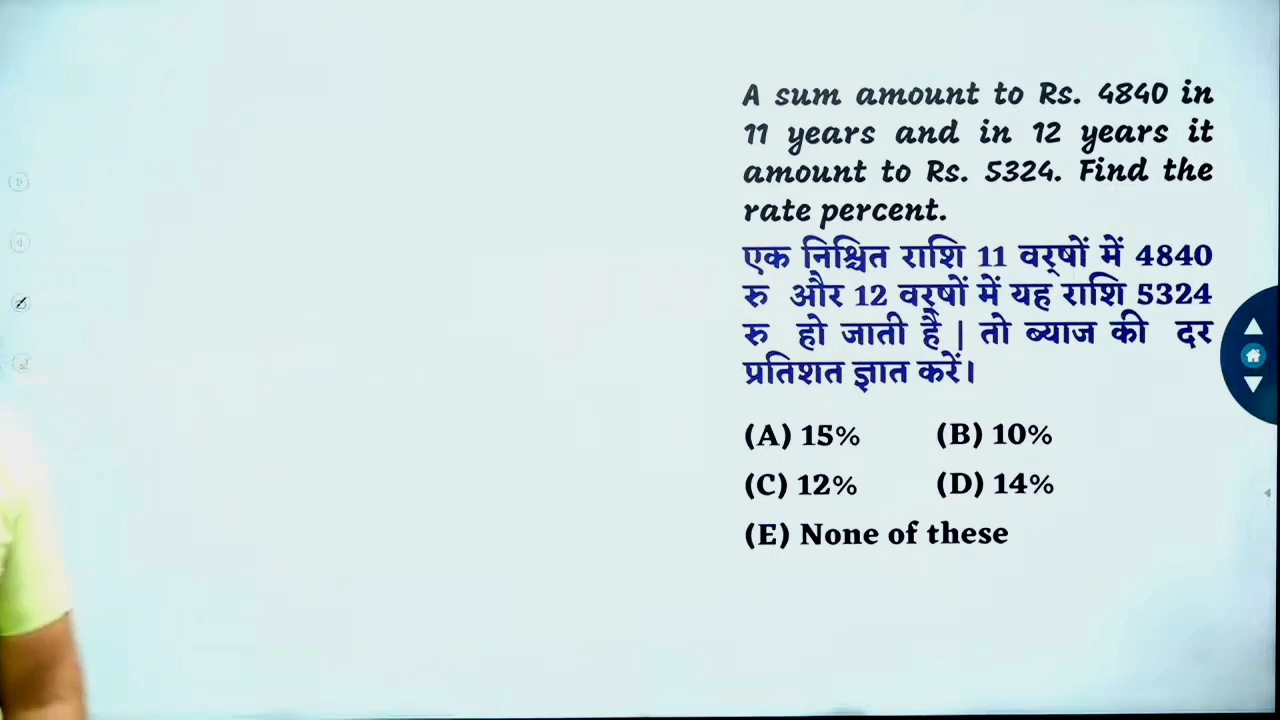 A sum amount to Rs. 4840 in
11 years and in 12 years it
amount to Rs. 5324. Find the
rate percent.
एक निश्चित राशि 11 वर्षों में 4840
रु और 12 वर्षों में यह राशि 5324
रु हो जाती है | तो ब्याज की दर
प्रतिशत ज्ञात करें।
(A) 15% (B) 10%
(C) 12% (D) 14%
(E) None of these